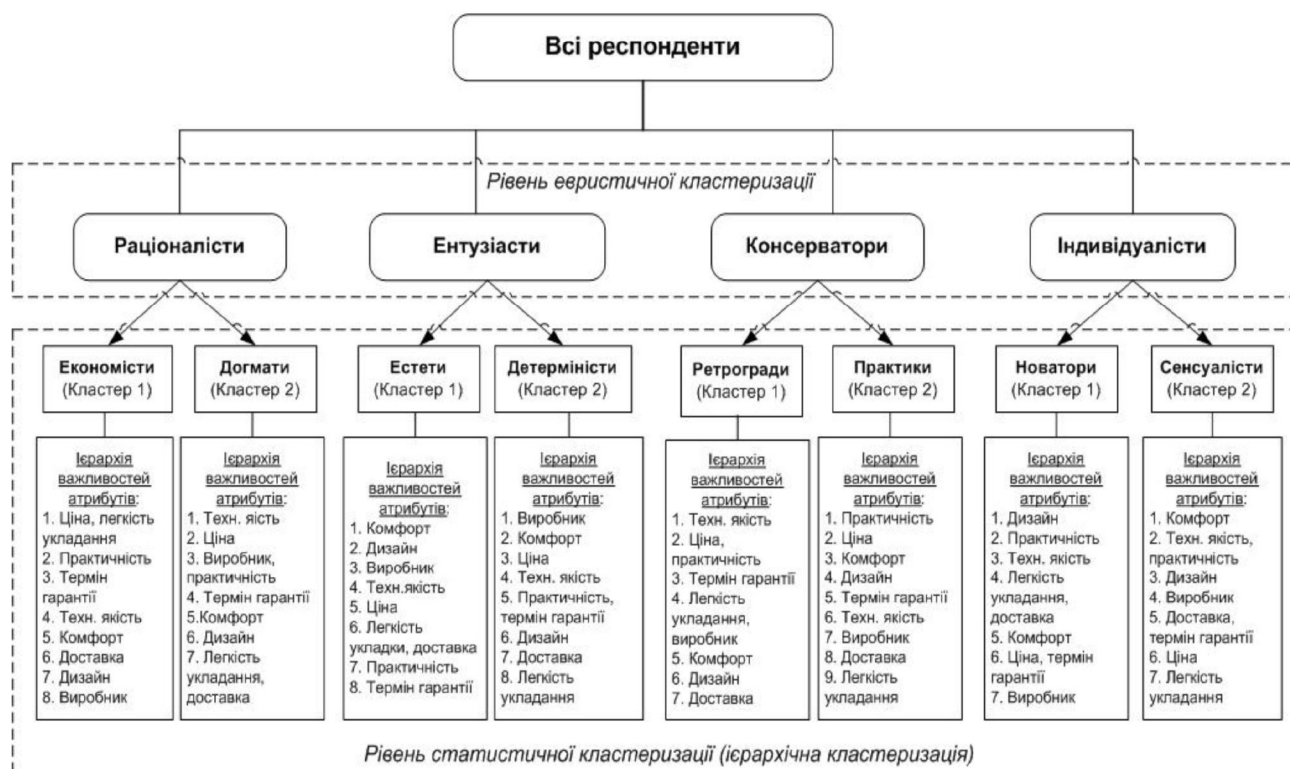 Всі респонденти
Рівень евристичної кластеризації
Раціоналісти
Ентузіасти
Консерватори
Індивідуалісти
Економісти
(Кластер 1)
Догмати
(Кластер 2)
Естети
(Кластер 1)
Детерміністи
(Кластер 2)
Ретрогради
(Кластер 1)
Практики
(Кластер 2)
Новатори
(Кластер 1)
Сенсуалісти
(Кластер 2)
Ієрархія
важливостей
атрибутів:
1. Ціна, легкість
укладання
2. Практичність
3. Термін
гарантії
4. Техн. якість
5. Комфорт
6. Доставка
7. Дизайн
8. Виробник
Ієрархія
важливостей
атрибутів:
1. Техн. яість
2. Ціна
3. Виробник,
практичність
4. Термін гарантії
5.Комфорт
6. Дизайн
7. Легкість
укладання,
доставка
Ієрархія
важливостей
атрибутів:
1. Комфорт
2. Дизайн
3. Виробник
4. Техн.якість
5. Ціна
6. Легкість
укладки, доставка
7. Практичність
8. Термін гарантії
Ієрархія
важливостей
атрибутів:
1. Виробник
2. Комфорт
3. Ціна
4. Техн. якість
5. Практичність,
термін гарантії
6. Дизайн
7. Доставка
8. Легкість
укладання
Ієрархія
важливостей
атрибутів:
1. Техн. якість
2. Ціна,
практичність
3. Термін гарантії
4. Легкість
укладання,
виробник
5. Комфорт
6. Дизайн
7. Доставка
Ієрархія
важливостей
атрибутів:
1. Практичність
2. Ціна
3. Комфорт
4. Дизайн
5. Термін гарантії
6. Техн. якість
7. Виробник
8. Доставка
9. Легкість
укладання
Ієрархія
важливостей
атрибутів:
1. Дизайн
2. Практичність
3. Техн. якість
4. Легкість
укладання,
доставка
5. Комфорт
6. Ціна, термін
гарантії
7. Виробник
Ієрархія
важливостей
атрибутів:
1. Комфорт
2. Техн. якість,
практичність
3. Дизайн
4. Виробник
5. Доставка,
термін гарантії
6. Ціна
7. Легкість
укладання
Рівень статистичної кластеризації (ієрархічна кластеризація)